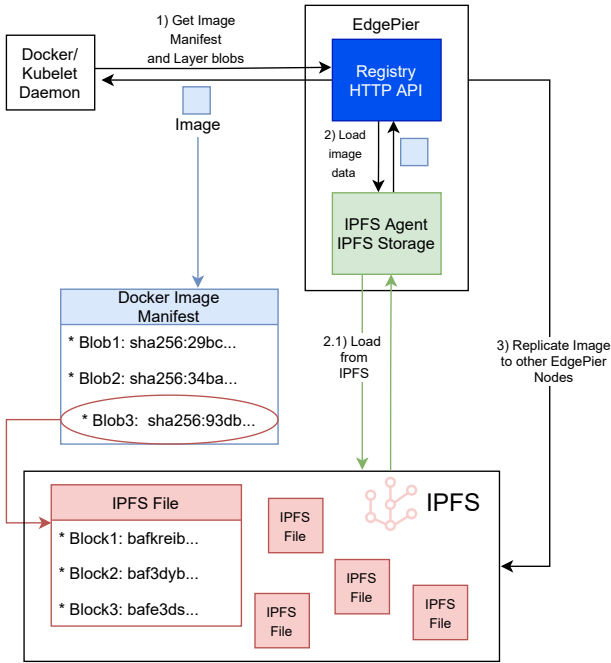 EdgePier
1) Get Image
Manifest
and Layer blobs
Docker/
Kubelet
Daemon
Registry
HTTP API
Image
2) Load
image
data
IPFS Agent
IPFS Storage
Docker Image
Manifest
* Blob1: sha256:29bc...
* Blob2: sha256:34ba...
* Blob3: sha256:93db...
2.1) Load
from
IPFS
3) Replicate Image
to other EdgePier
Nodes
IPFS
IPFS File
* Block1: bafkreib...
* Block2: baf3dyb...
* Block3: bafe3ds...
IPFS
File
IPFS
File
IPFS
File
IPFS
File